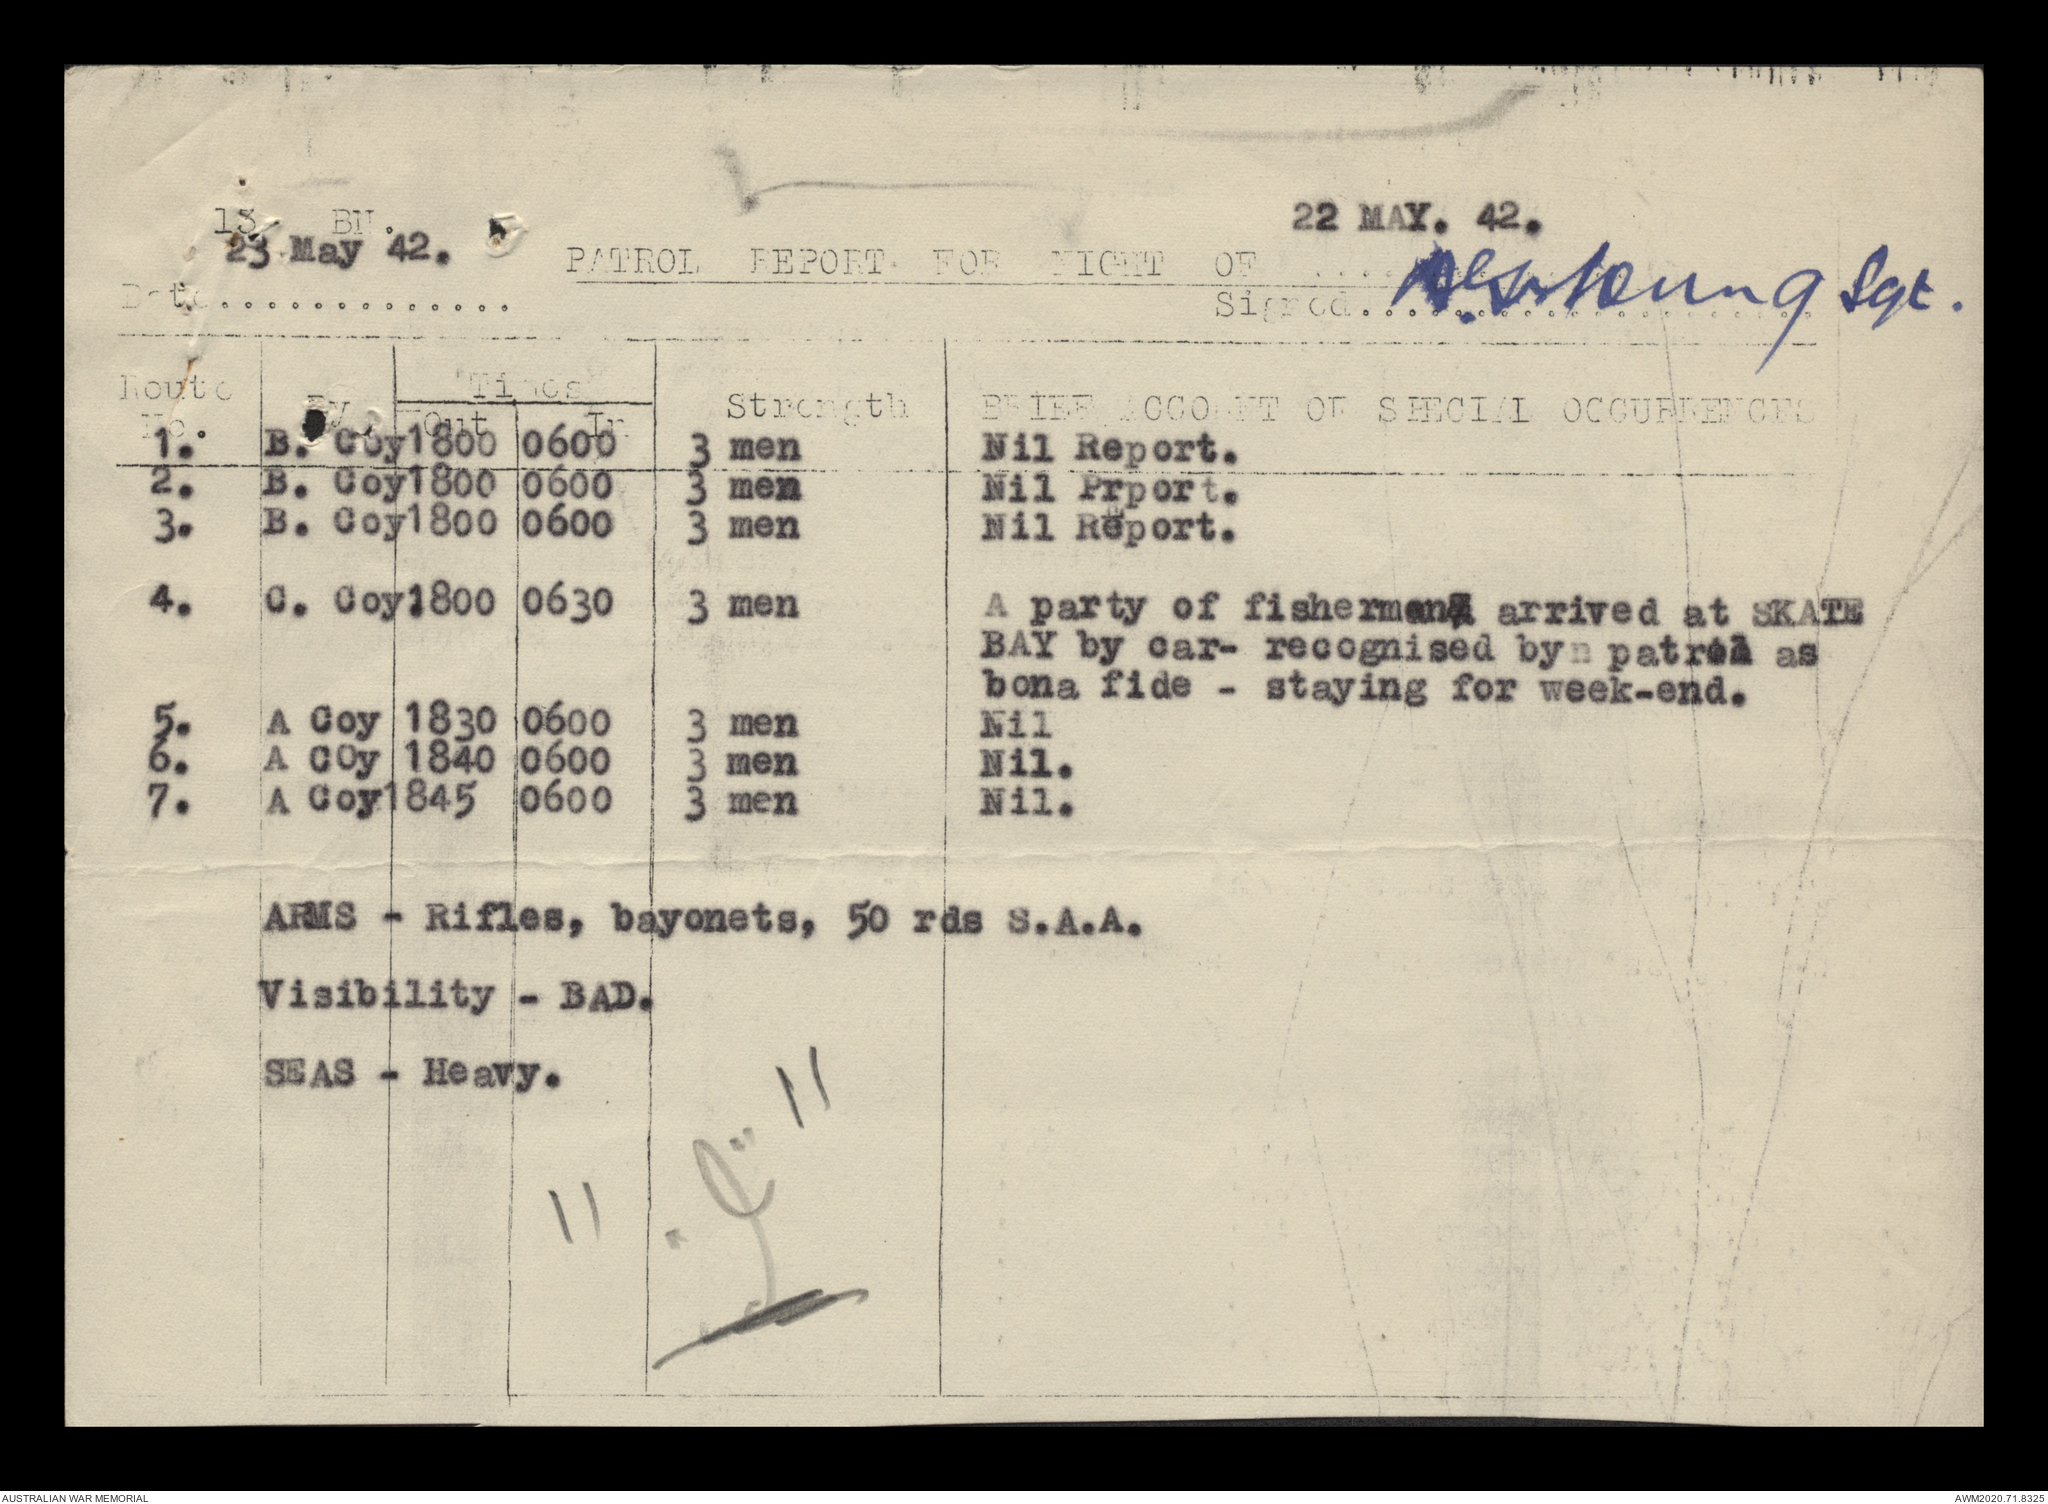 13 BN.
22 MAY. 42.
23 May 42.
PATROL REPORT FOR NIGHT OF ....
Date...............
Signed.................... Sgt.
Route No. By Times Out In Strength BRIEF ACCOUNT OF SPECIAL OCCURRENCES
1. B. Coy 1800 0600 3 men Nil Report.
2. B. Coy 1800 0600 3 men Nil Prport.
3. B. Coy 1800 0600 3 men Nil Report.
4. C. Coy. 1800 0630 3 men A party of fishermen arrived at SKATE
BAY by car- recognised by patrol as
bona fide - staying for week-end.
5. A Coy 1830 0600 3 men Nil
6. A COy 1840 0600 3 men Nil.
7. A Coy 1845 0600 3 men Nil.
ARMS - Rifles, bayonets, 50 rds S.A.A.
Visibility - BAD.
SEAS - Heavy.
AUSTRALIAN WAR MEMORIAL
AWM2020.71.8325